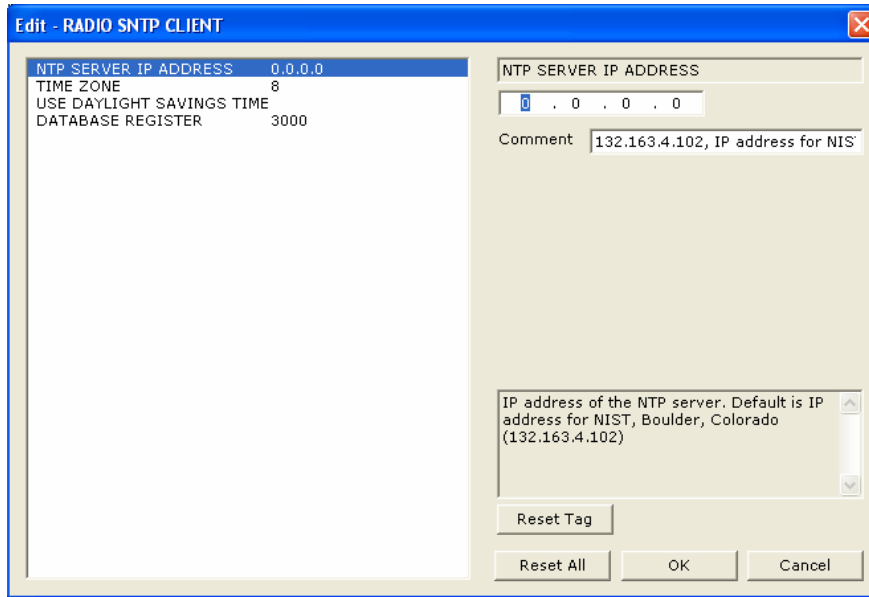 Edit - RADIO SNTP CLIENT
NTP SERVER IP ADDRESS 0.0.0.0
TIME ZONE 8
USE DAYLIGHT SAVINGS TIME
DATABASE REGISTER 3000
NTP SERVER IP ADDRESS
0 . 0 . 0 . 0
Comment 132.163.4.102, IP address for NIS
IP address of the NTP server. Default is IP
address for NIST, Boulder, Colorado
(132.163.4.102)
Reset Tag
Reset All OK Cancel